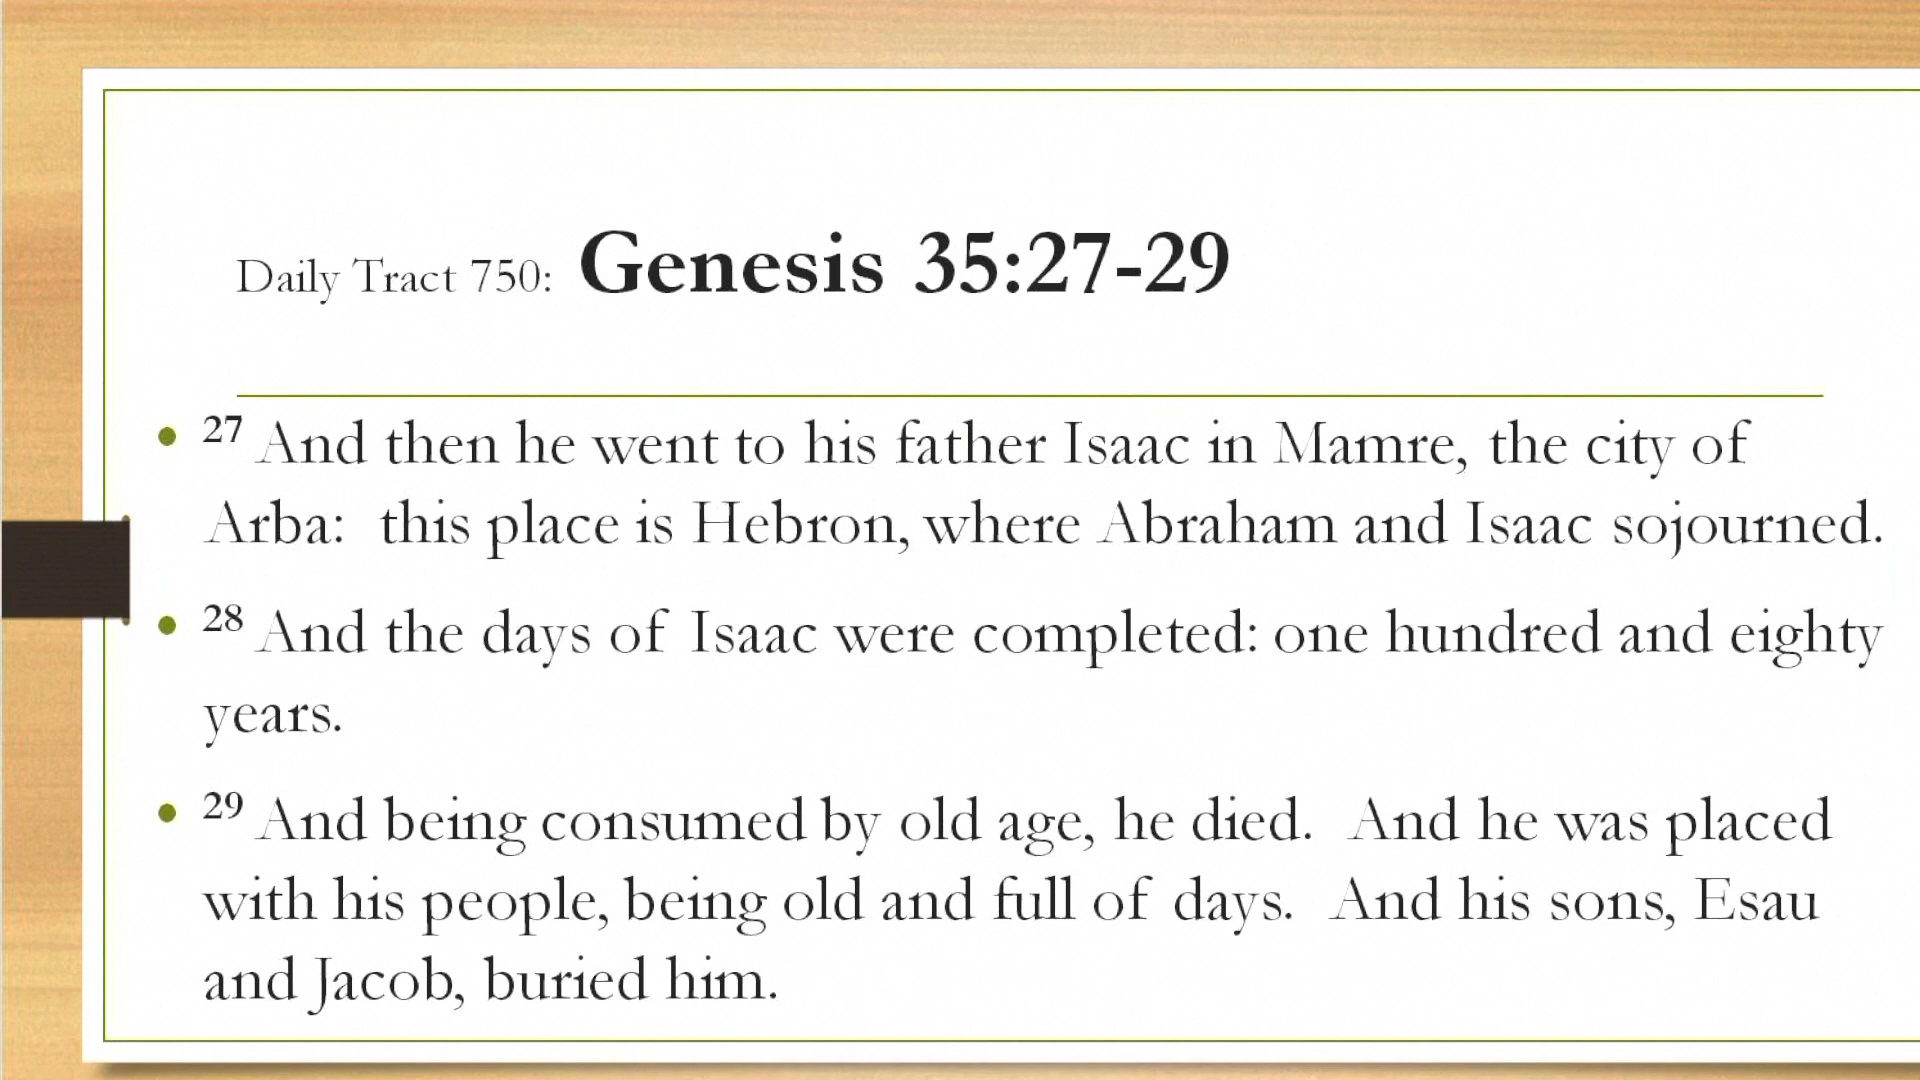 Daily Tract 750: Genesis 35:27-29
27 And then he went to his father Isaac in Mamre, the city of
Arba: this place is Hebron, where Abraham and Isaac sojourned.
28 And the days of Isaac were completed: one hundred and eighty
years.
29 And being consumed by old age, he died. And he was placed
with his people, being old and full of days. And his sons, Esau
and Jacob, buried him.